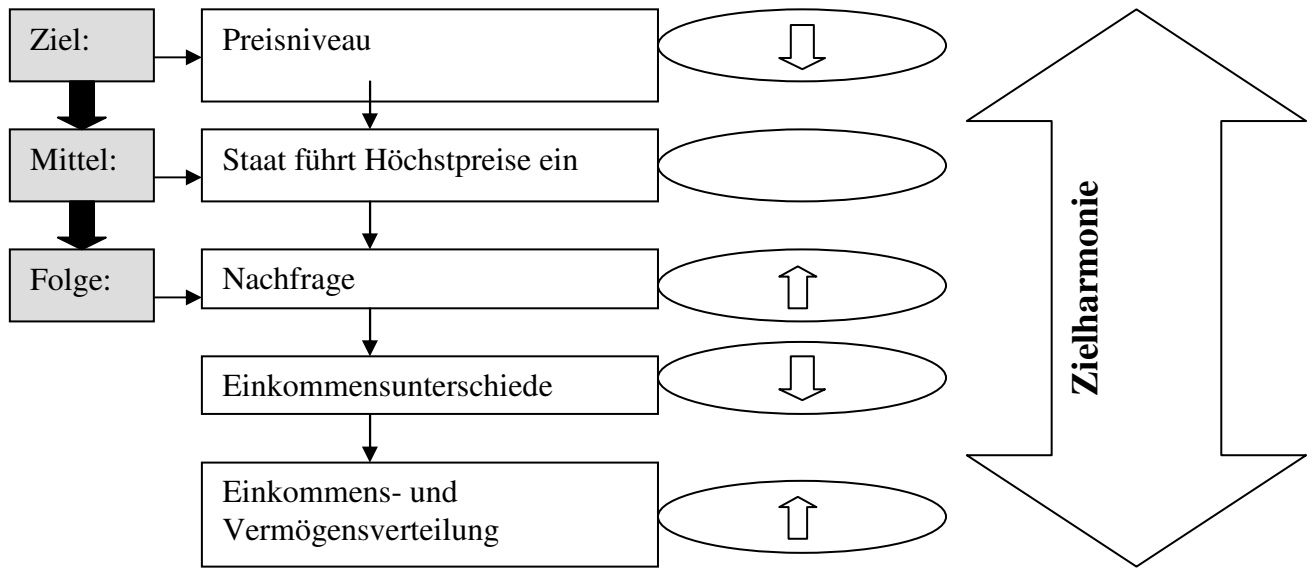 Ziel:
Preisniveau
Mittel:
Staat führt Höchstpreise ein
Folge:
Nachfrage
Einkommensunterschiede
Einkommens- und
Vermögensverteilung
Zielharmonie